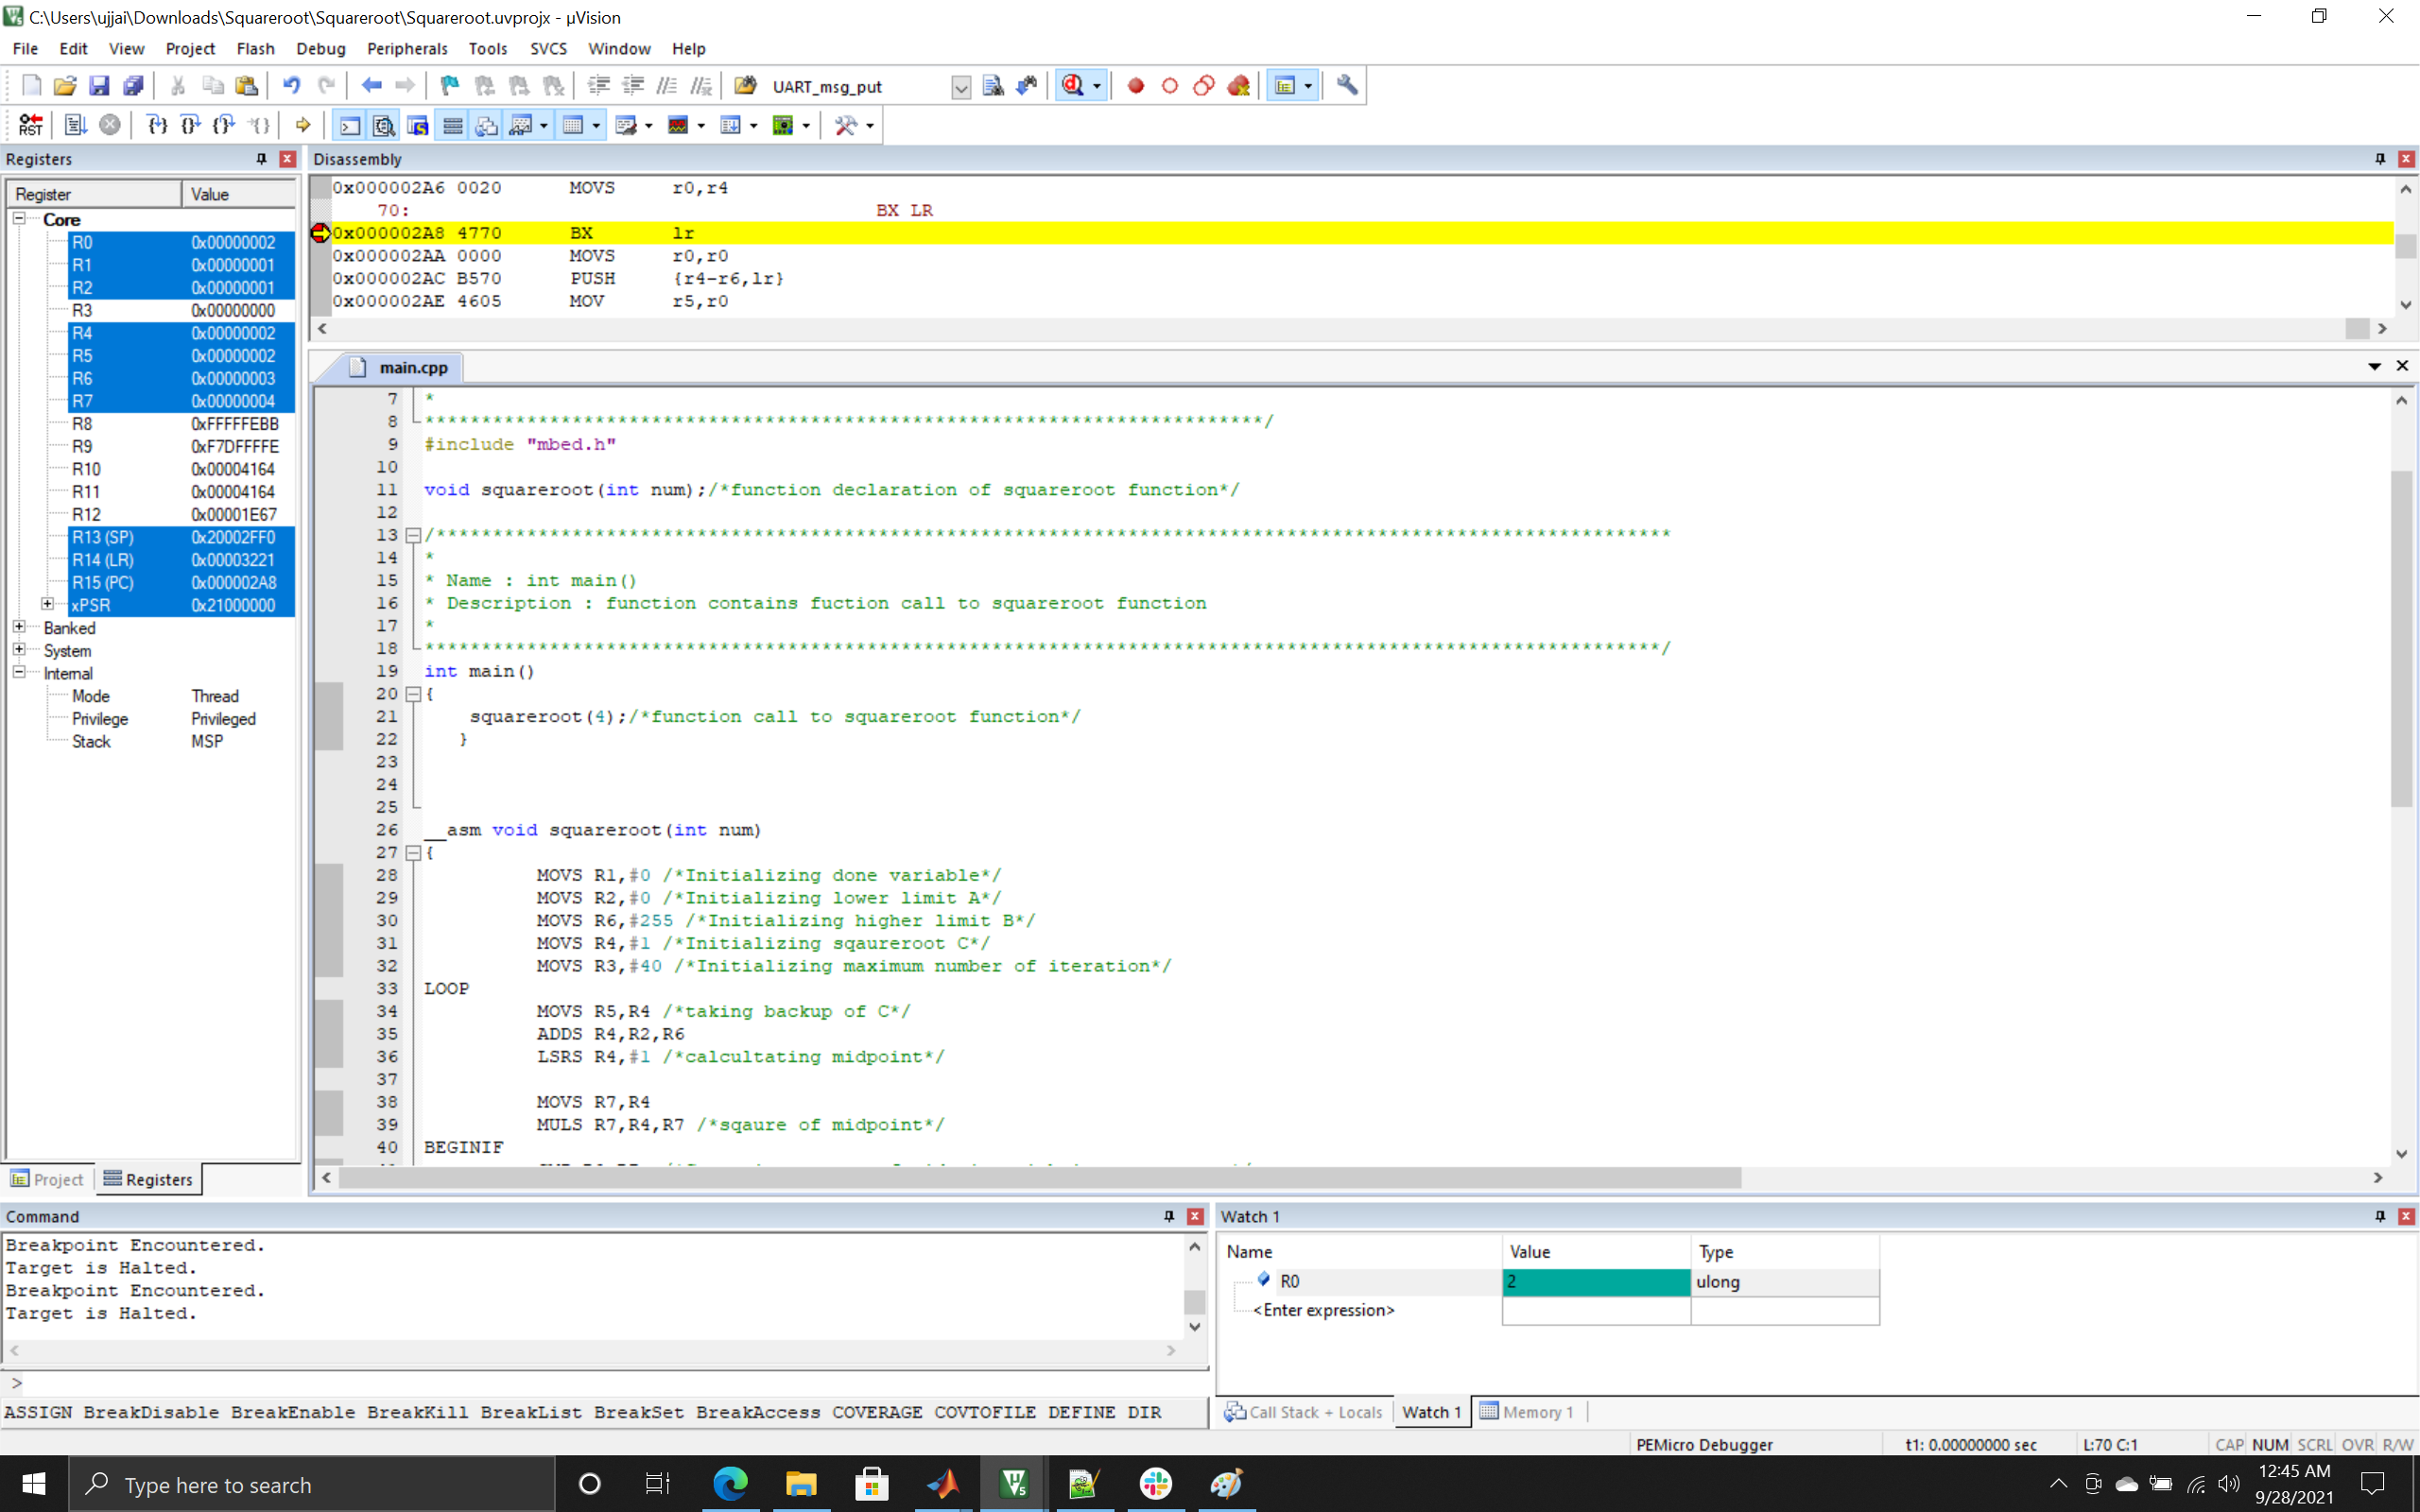 C:\Users\ujjai\Downloads\Squareroot\Squareroot\Squareroot.uvprojx - µVision
File Edit View Project Flash Debug Peripherals Tools SVCS Window Help
UART_msg_put
RST
Registers
Register Value
Core
R0 0x00000002
R1 0x00000001
R2 0x00000001
R3 0x00000000
R4 0x00000002
R5 0x00000002
R6 0x00000003
R7 0x00000004
R8 0xFFFFFEBB
R9 0xF7DFFFFE
R10 0x00004164
R11 0x00004164
R12 0x00001E67
R13 (SP) 0x20002FF0
R14 (LR) 0x00003221
R15 (PC) 0x000002A8
xPSR 0x21000000
Banked
System
Internal
Mode Thread
Privilege Privileged
Stack MSP
Project Registers
Disassembly
0x000002A6 0020 MOVS r0,r4
70: BX LR
0x000002A8 4770 BX lr
0x000002AA 0000 MOVS r0,r0
0x000002AC B570 PUSH {r4-r6,lr}
0x000002AE 4605 MOV r5,r0
main.cpp
7 *
8 **************************************************************************/
9 #include "mbed.h"
10
11 void squareroot(int num);/*function declaration of squareroot function*/
12
13 /*************************************************************************************************************
14 *
15 * Name : int main()
16 * Description : function contains fuction call to squareroot function
17 *
18 *************************************************************************************************************/
19 int main()
20 {
21 squareroot(4);/*function call to squareroot function*/
22 }
23
24
25
26 __asm void squareroot(int num)
27 {
28 MOVS R1,#0 /*Initializing done variable*/
29 MOVS R2,#0 /*Initializing lower limit A*/
30 MOVS R6,#255 /*Initializing higher limit B*/
31 MOVS R4,#1 /*Initializing sqaureroot C*/
32 MOVS R3,#40 /*Initializing maximum number of iteration*/
33 LOOP
34 MOVS R5,R4 /*taking backup of C*/
35 ADDS R4,R2,R6
36 LSRS R4,#1 /*calcultating midpoint*/
37
38 MOVS R7,R4
39 MULS R7,R4,R7 /*sqaure of midpoint*/
40 BEGINIF
Command
Breakpoint Encountered.
Target is Halted.
Breakpoint Encountered.
Target is Halted.
>
ASSIGN BreakDisable BreakEnable BreakKill BreakList BreakSet BreakAccess COVERAGE COVTOFILE DEFINE DIR
Watch 1
Name Value Type
R0 2 ulong
<Enter expression>
Call Stack + Locals Watch 1 Memory 1
PEMicro Debugger t1: 0.00000000 sec L:70 C:1 CAP NUM SCRL OVR R/W
Type here to search
12:45 AM
9/28/2021